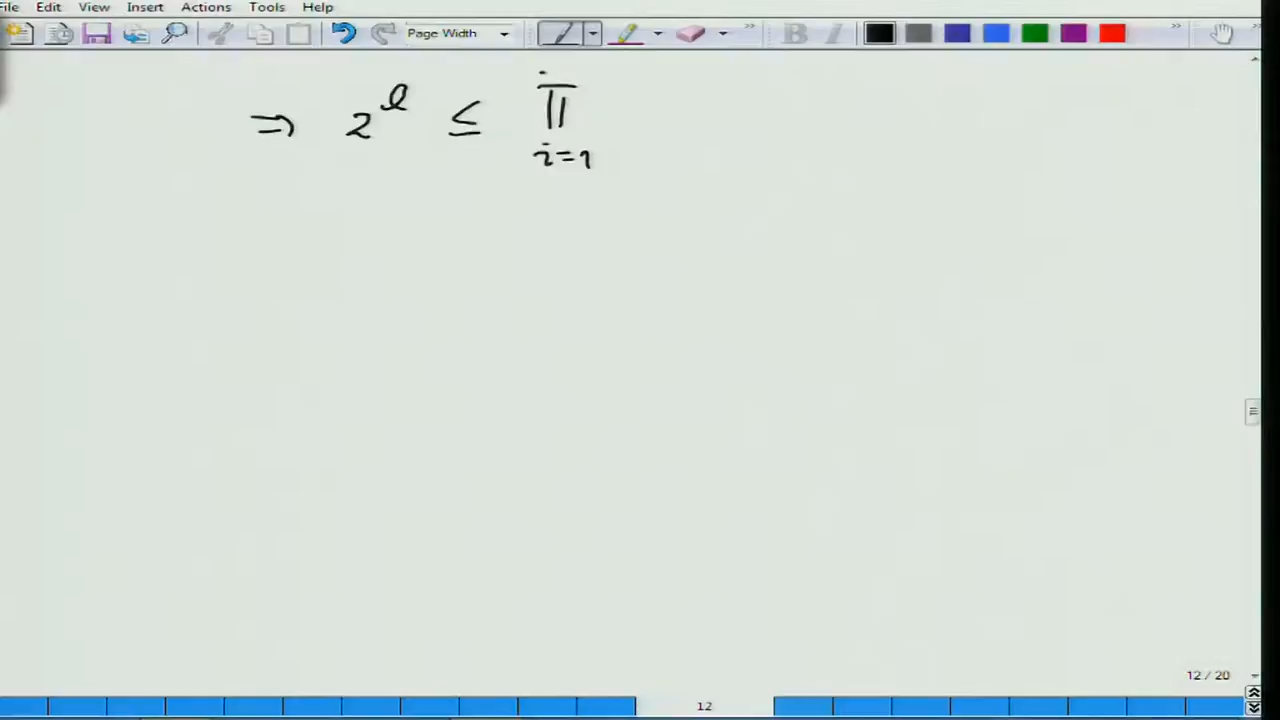 File Edit View Insert Actions Tools Help
Page Width
B I
⇒ 2^l ≤ ∏ i=1
12 / 20
12